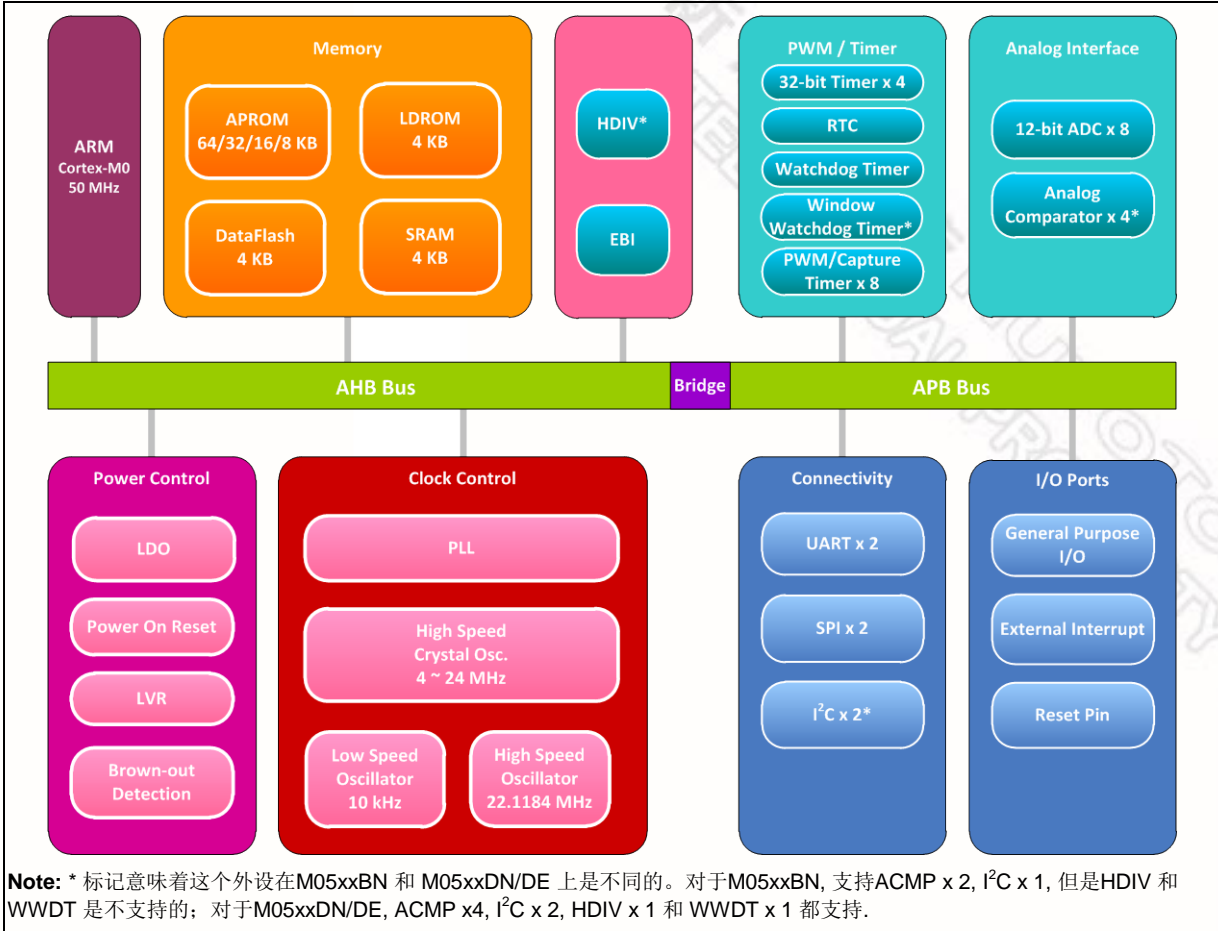 Memory
PWM / Timer
Analog Interface
ARM
Cortex-M0
50 MHz
APROM
64/32/16/8 KB
LDROM
4 KB
DataFlash
4 KB
SRAM
4 KB
HDIV*
EBI
32-bit Timer x 4
RTC
Watchdog Timer
Window
Watchdog Timer*
PWM/Capture
Timer x 8
12-bit ADC x 8
Analog
Comparator x 4*
AHB Bus
Bridge
APB Bus
Power Control
LDO
Power On Reset
LVR
Brown-out
Detection
Clock Control
PLL
High Speed
Crystal Osc.
4 ~ 24 MHz
Low Speed
Oscillator
10 kHz
High Speed
Oscillator
22.1184 MHz
Connectivity
UART x 2
SPI x 2
I²C x 2*
I/O Ports
General Purpose
I/O
External Interrupt
Reset Pin
Note: * 标记意味着这个外设在M05xxBN 和 M05xxDN/DE 上是不同的。对于M05xxBN, 支持ACMP x 2, I²C x 1, 但是HDIV 和
WWDT 是不支持的；对于M05xxDN/DE, ACMP x4, I²C x 2, HDIV x 1 和 WWDT x 1 都支持.